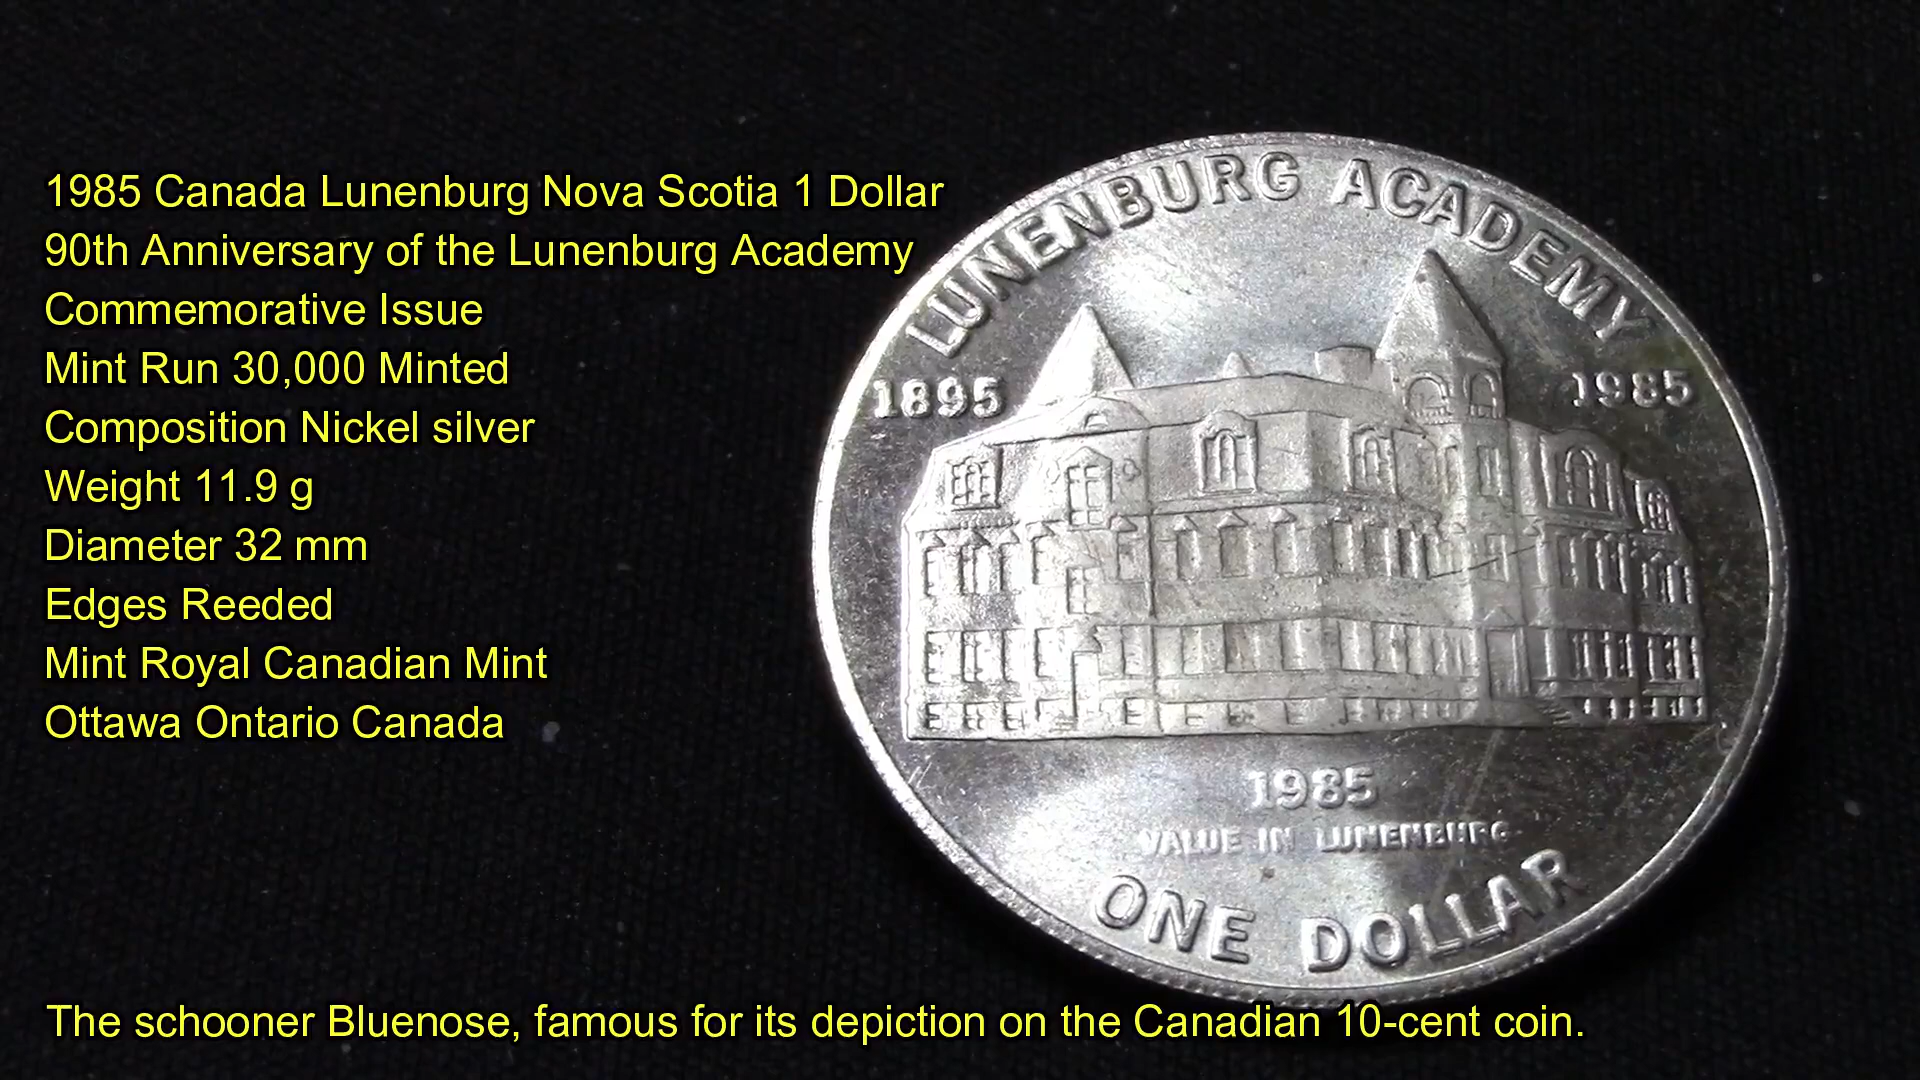 1985 Canada Lunenburg Nova Scotia 1 Dollar
90th Anniversary of the Lunenburg Academy
Commemorative Issue
Mint Run 30,000 Minted
Composition Nickel silver
Weight 11.9 g
Diameter 32 mm
Edges Reeded
Mint Royal Canadian Mint
Ottawa Ontario Canada
LUNENBURG ACADEMY
1895 1985
1985
VALUE IN LUNENBURG
ONE DOLLAR
The schooner Bluenose, famous for its depiction on the Canadian 10-cent coin.